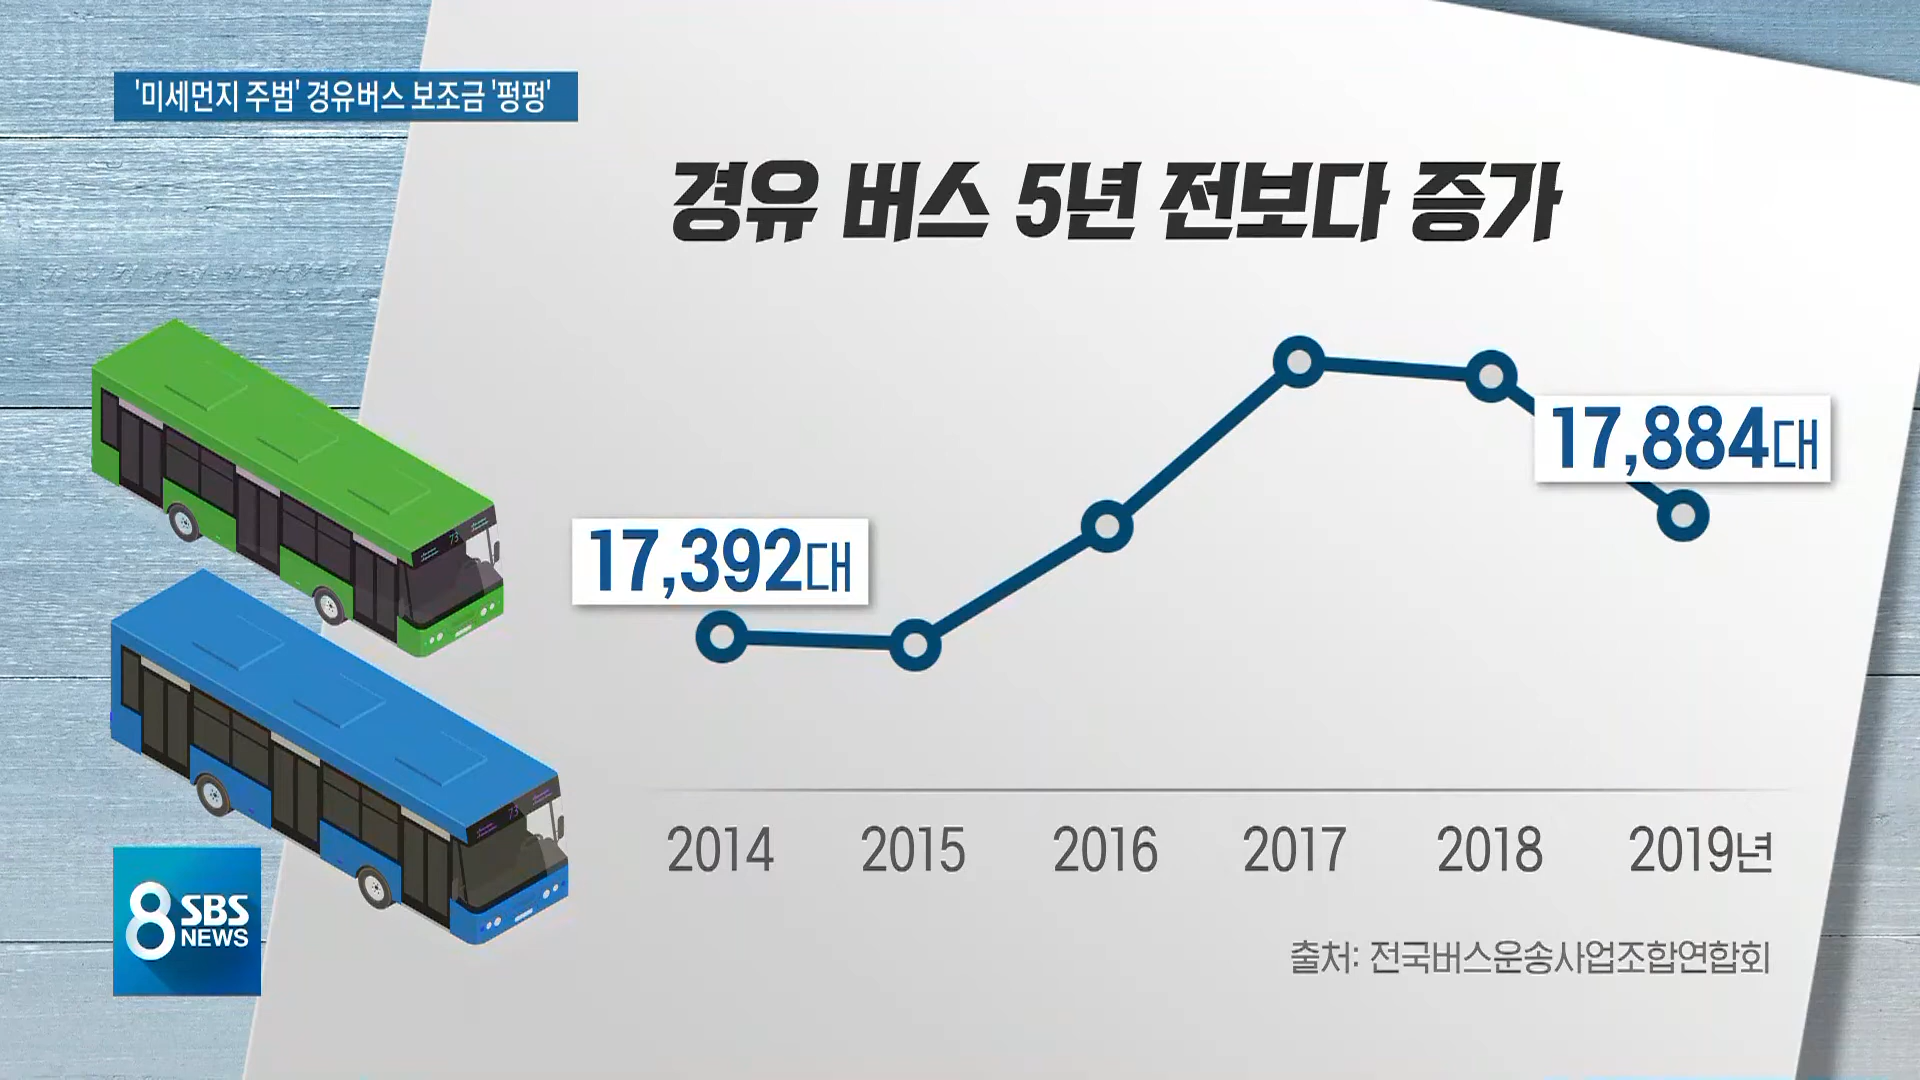 '미세먼지 주범' 경유버스 보조금 '펑펑'
경유 버스 5년 전보다 증가
17,884대
17,392대
2014 2015 2016 2017 2018 2019년
출처: 전국버스운송사업조합연합회
8 SBS
NEWS
73
73